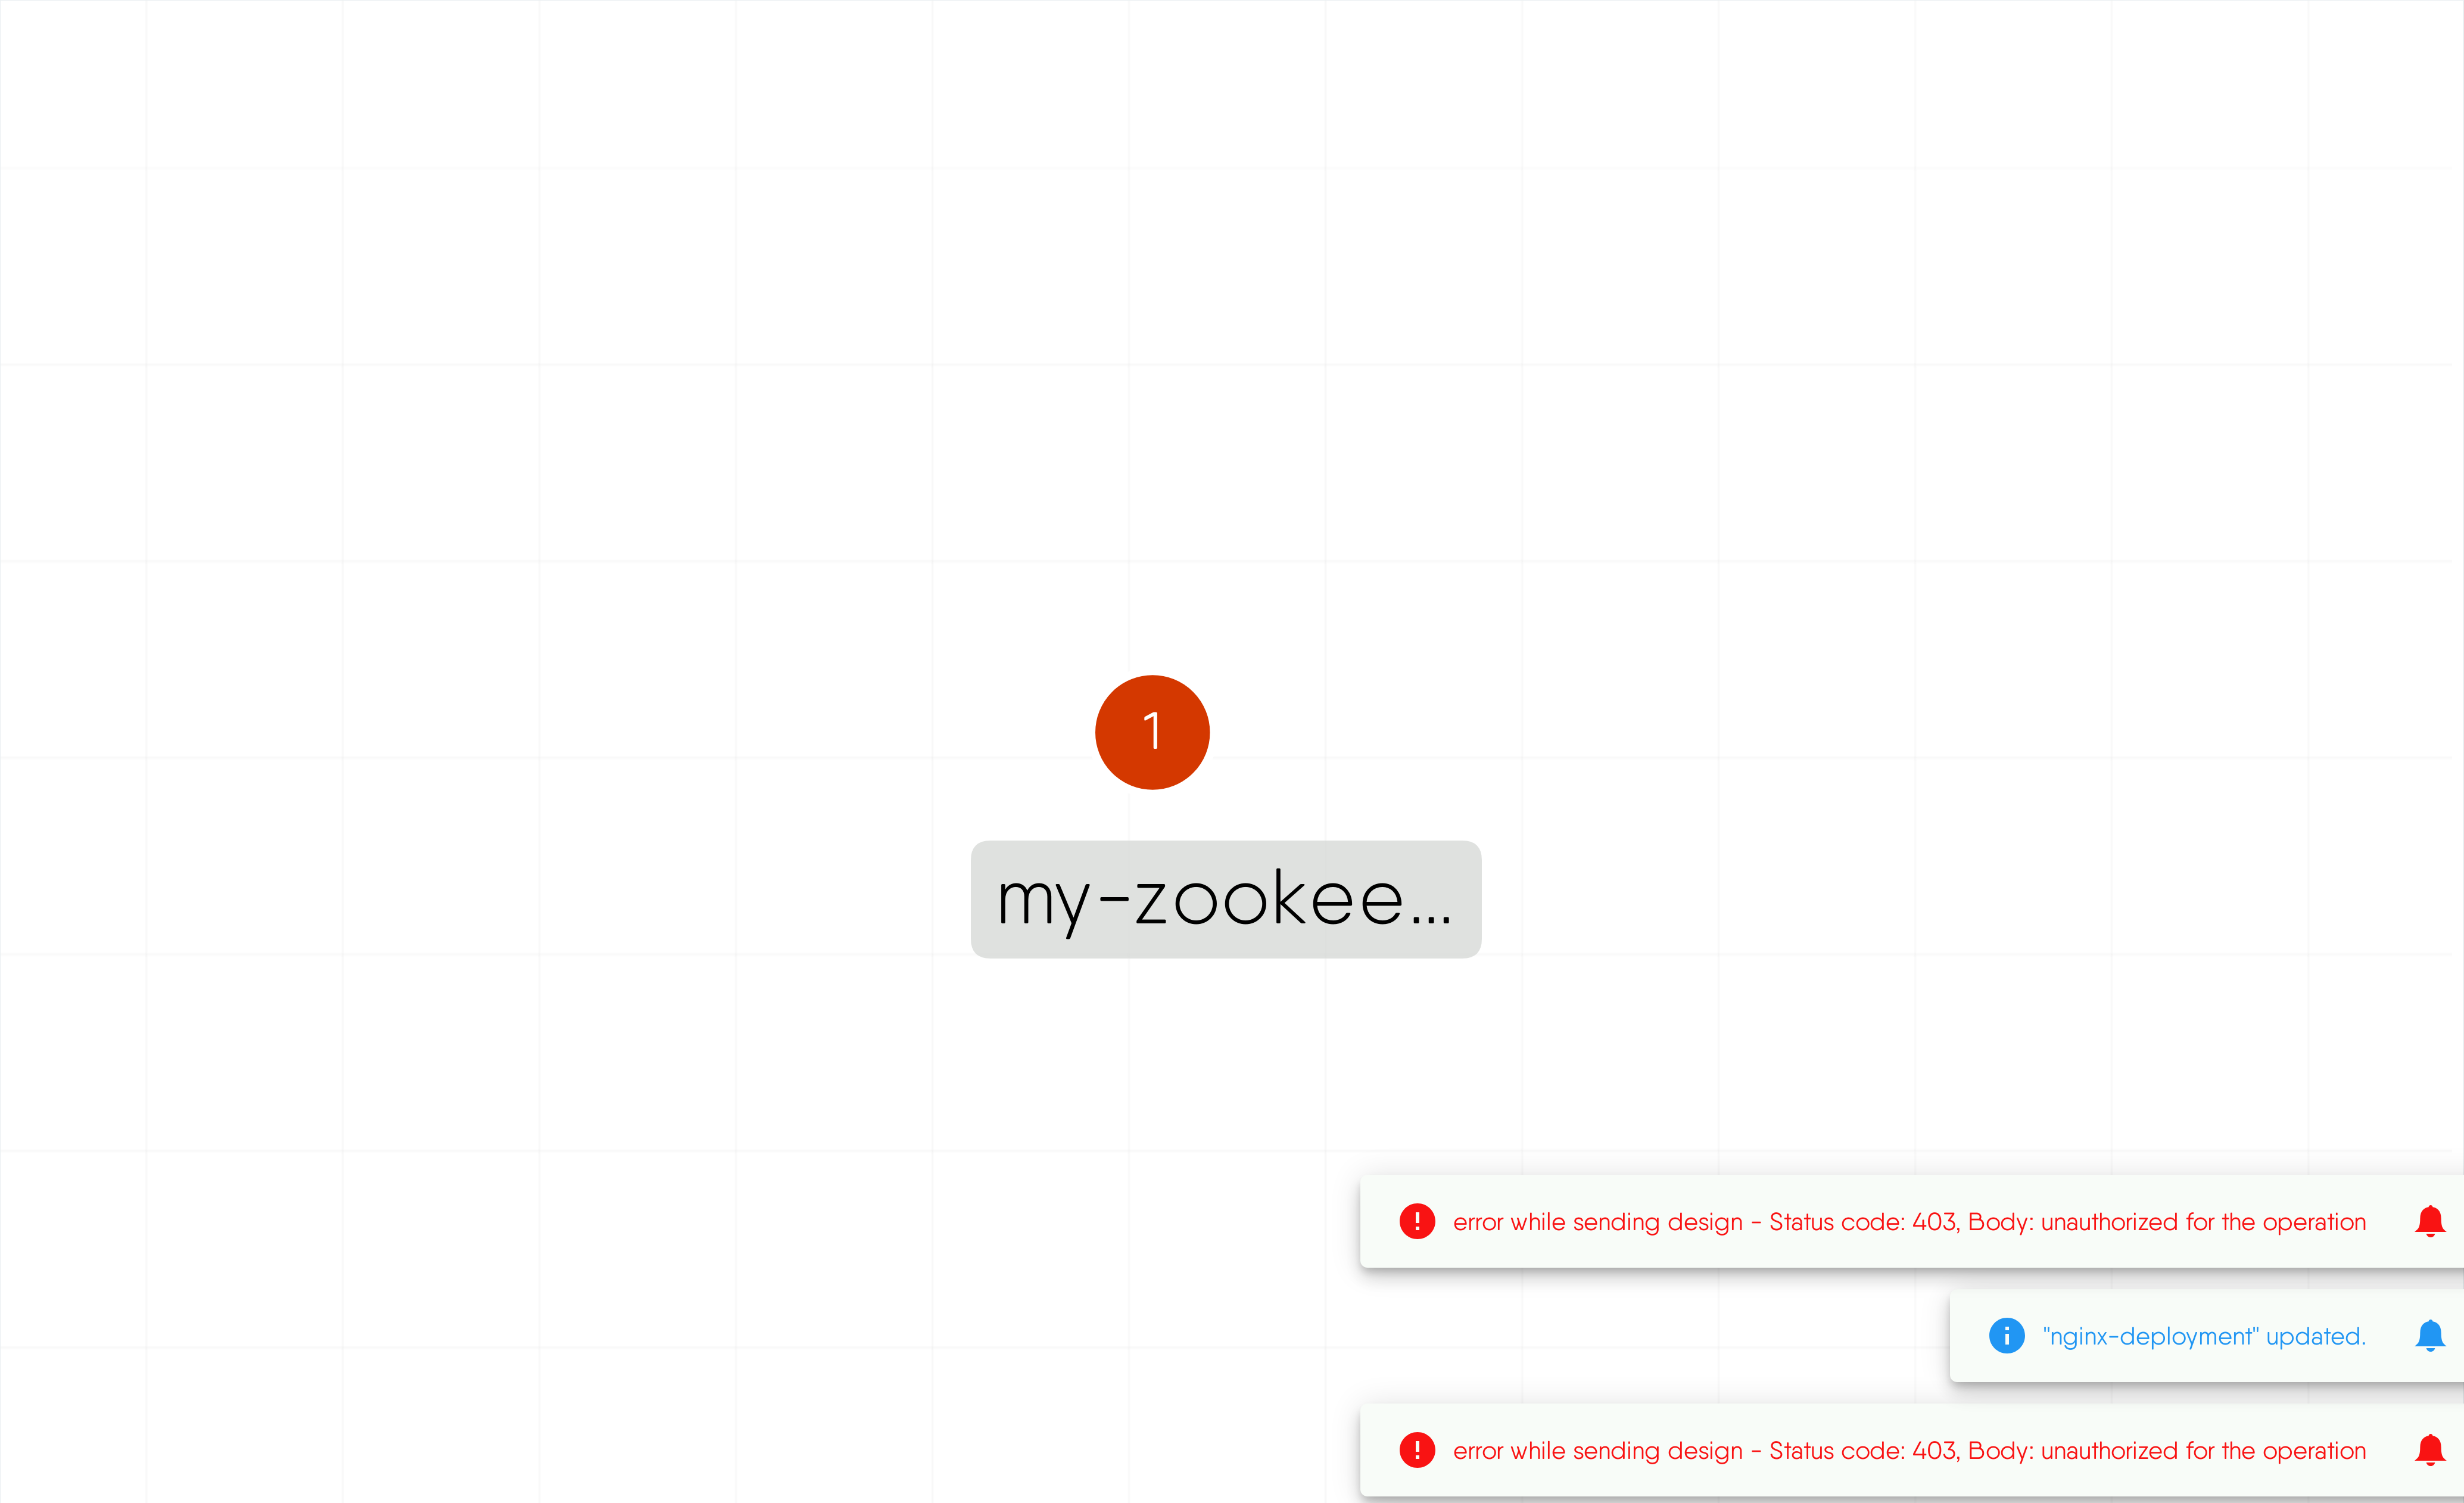 1
my-zookee...
error while sending design - Status code: 403, Body: unauthorized for the operation
"nginx-deployment" updated.
error while sending design - Status code: 403, Body: unauthorized for the operation